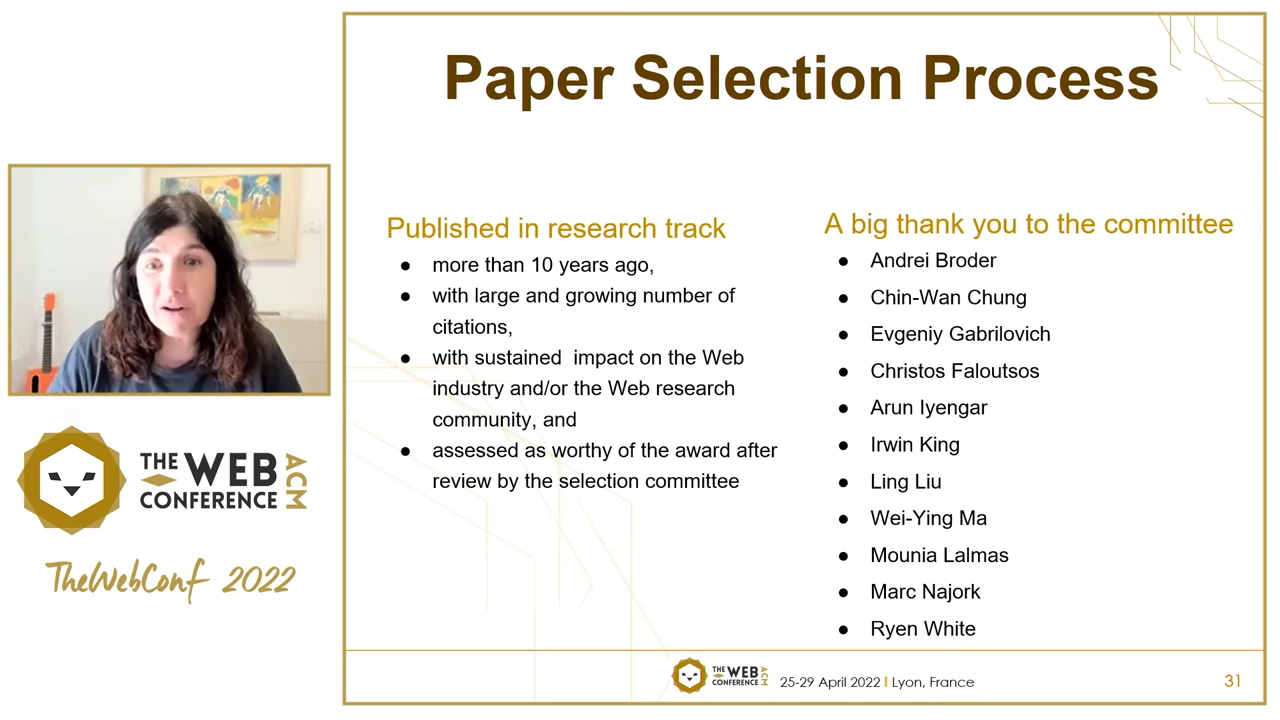 Paper Selection Process
Published in research track
● more than 10 years ago,
● with large and growing number of
citations,
● with sustained impact on the Web
industry and/or the Web research
community, and
● assessed as worthy of the award after
review by the selection committee
A big thank you to the committee
● Andrei Broder
● Chin-Wan Chung
● Evgeniy Gabrilovich
● Christos Faloutsos
● Arun Iyengar
● Irwin King
● Ling Liu
● Wei-Ying Ma
● Mounia Lalmas
● Marc Najork
● Ryen White
THE WEB
CONFERENCE
ACM
TheWebConf 2022
THE WEB
CONFERENCE
ACM
25-29 April 2022 | Lyon, France
31